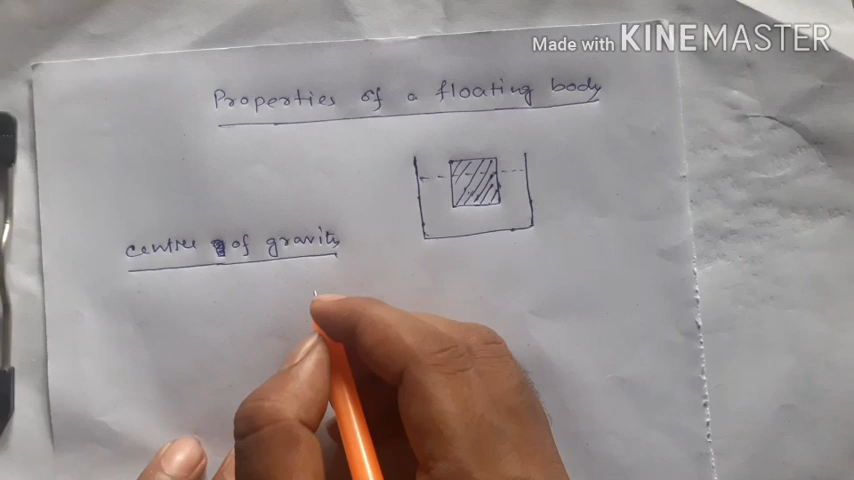 Made with KINEMASTER
Properties of a floating body
centre of gravity